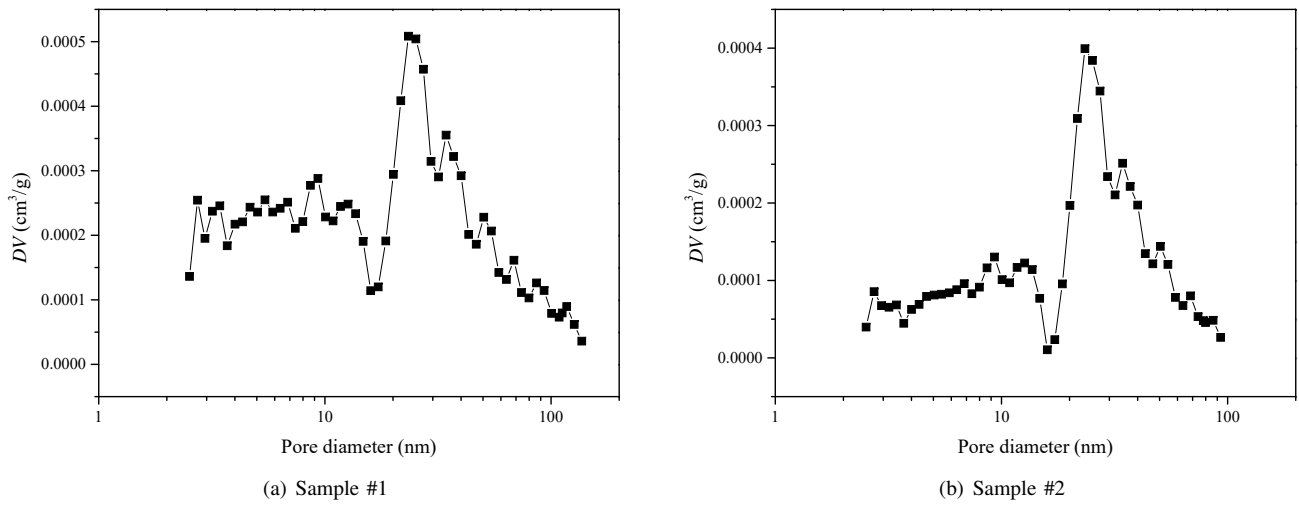 0.0005
0.0004
0.0003
0.0002
0.0001
0.0000
DV (cm³/g)
1
10
100
Pore diameter (nm)
(a) Sample #1
0.0004
0.0003
0.0002
0.0001
0.0000
DV (cm³/g)
1
10
100
Pore diameter (nm)
(b) Sample #2